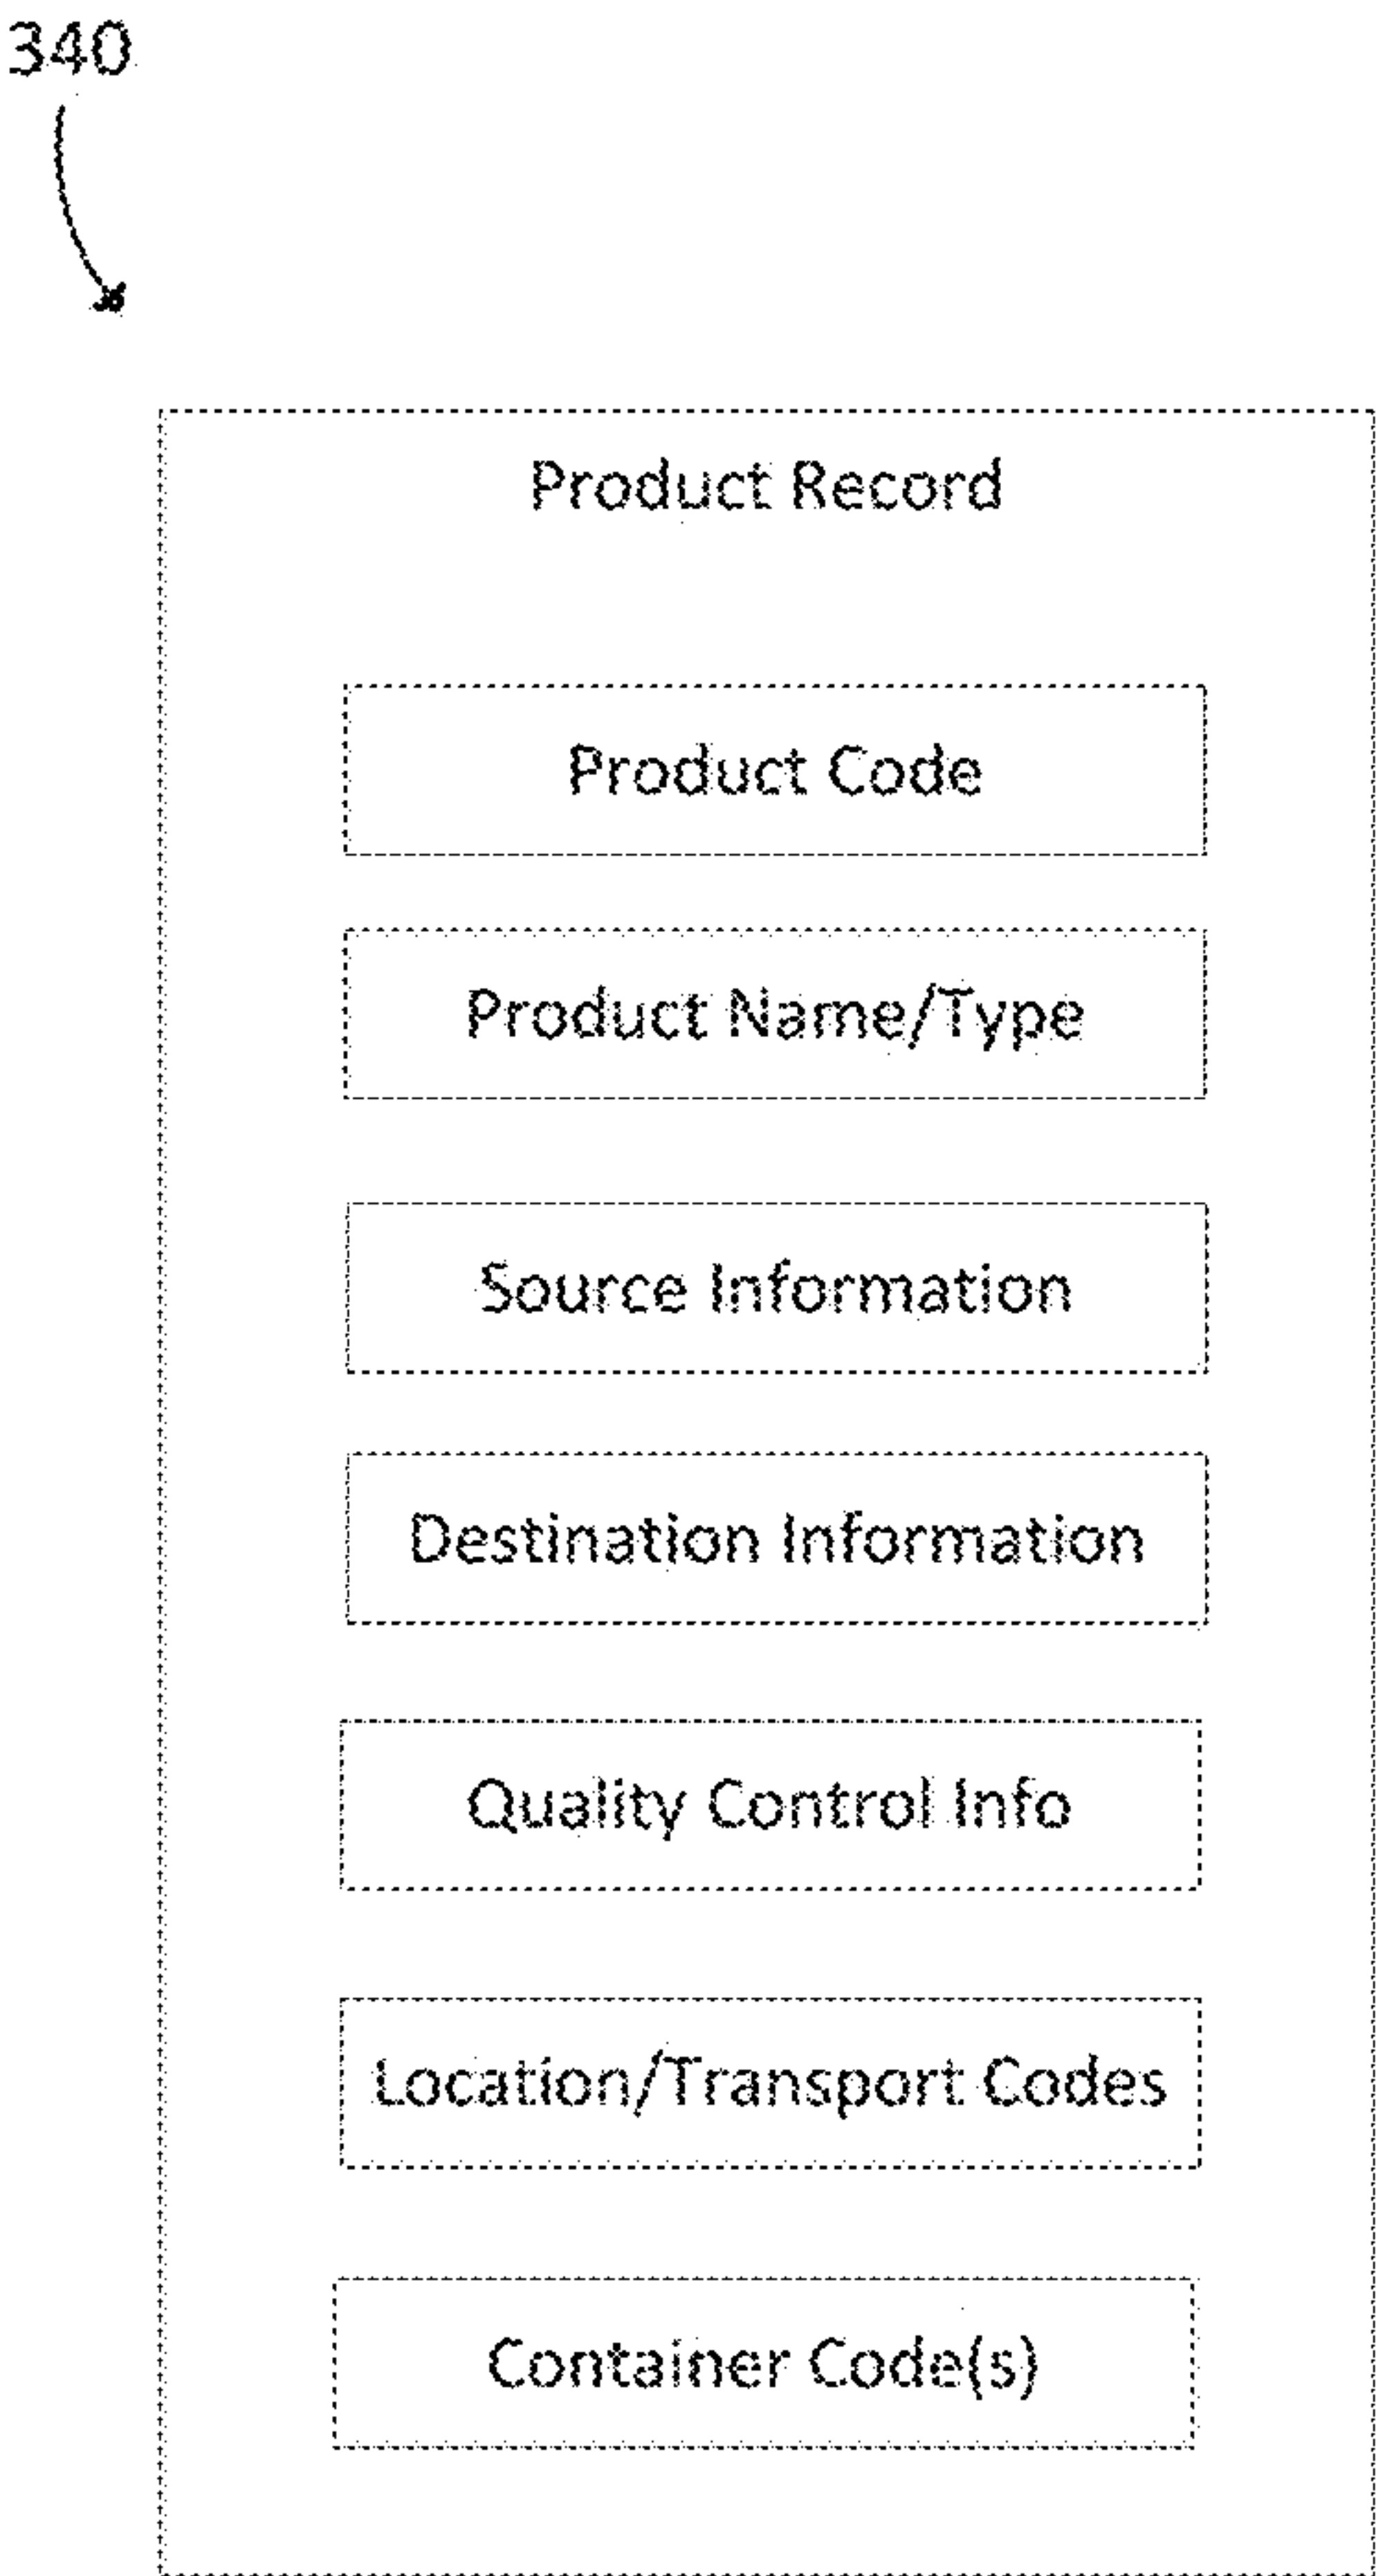 340
Product Record
Product Code
Product Name/Type
Source Information
Destination Information
Quality Control Info
Location/Transport Codes
Container Code(s)